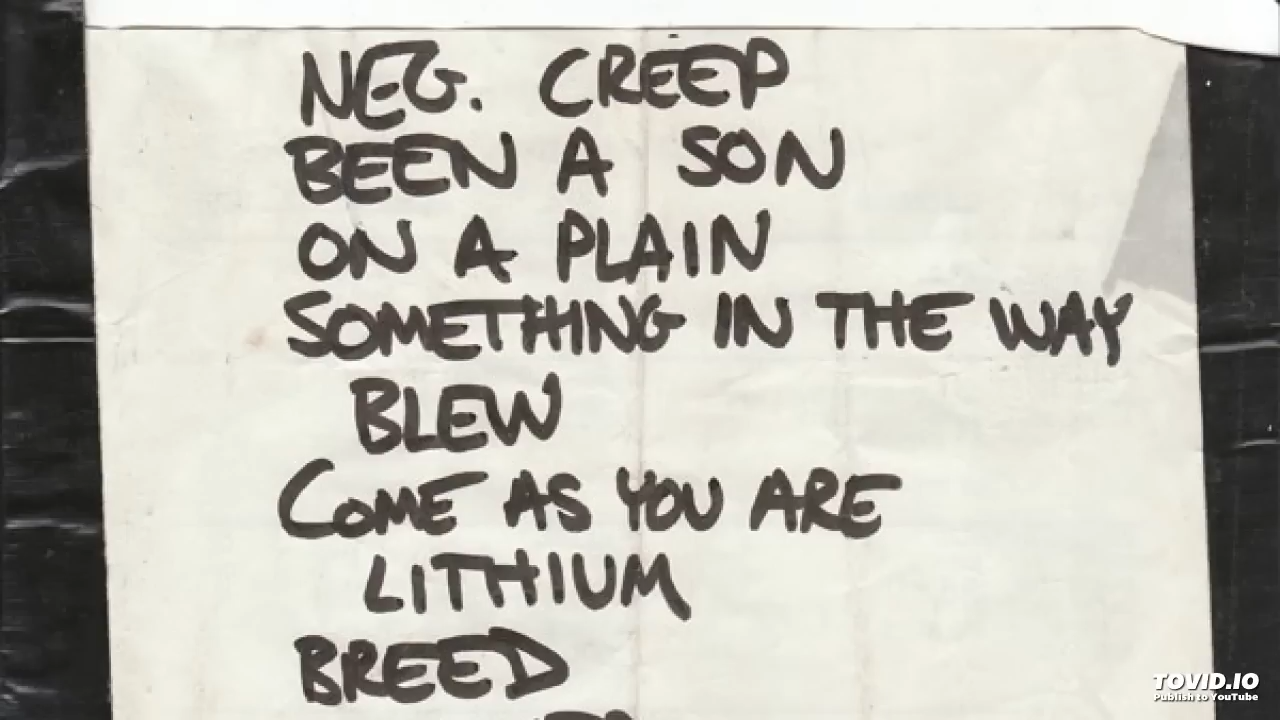 NEG. CREEP
BEEN A SON
ON A PLAIN
SOMETHING IN THE WAY
BLEW
COME AS YOU ARE
LITHIUM
BREED
TOVID.IO
Publish to YouTube